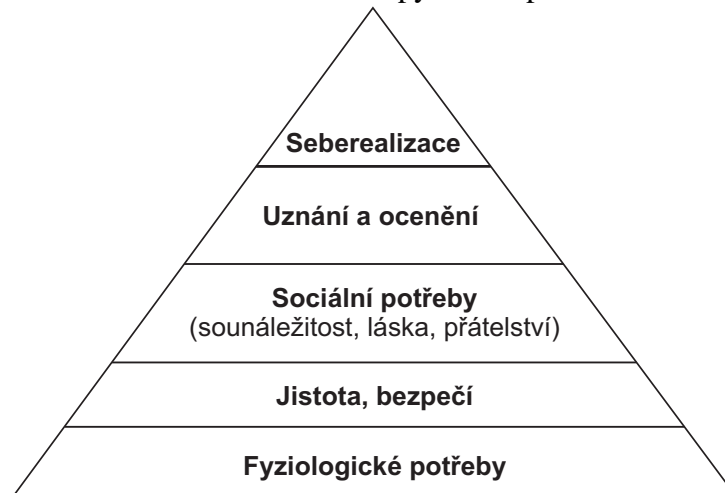 Seberealizace
Uznání a ocenění
Sociální potřeby
(sounáležitost, láska, přátelství)
Jistota, bezpečí
Fyziologické potřeby